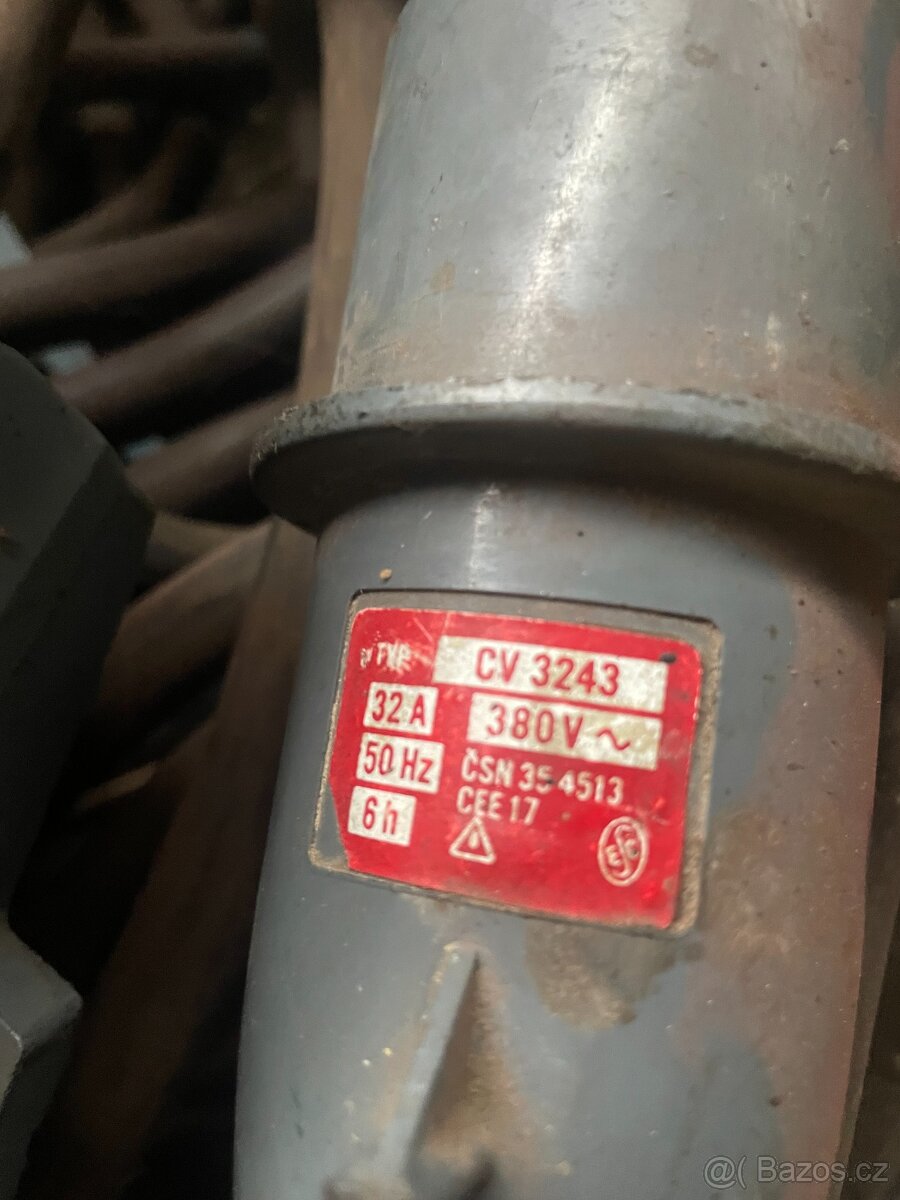 TYP CV 3243
32 A 380V ~
50 Hz ČSN 35 4513
6 h CEE 17
@( Bazos.cz